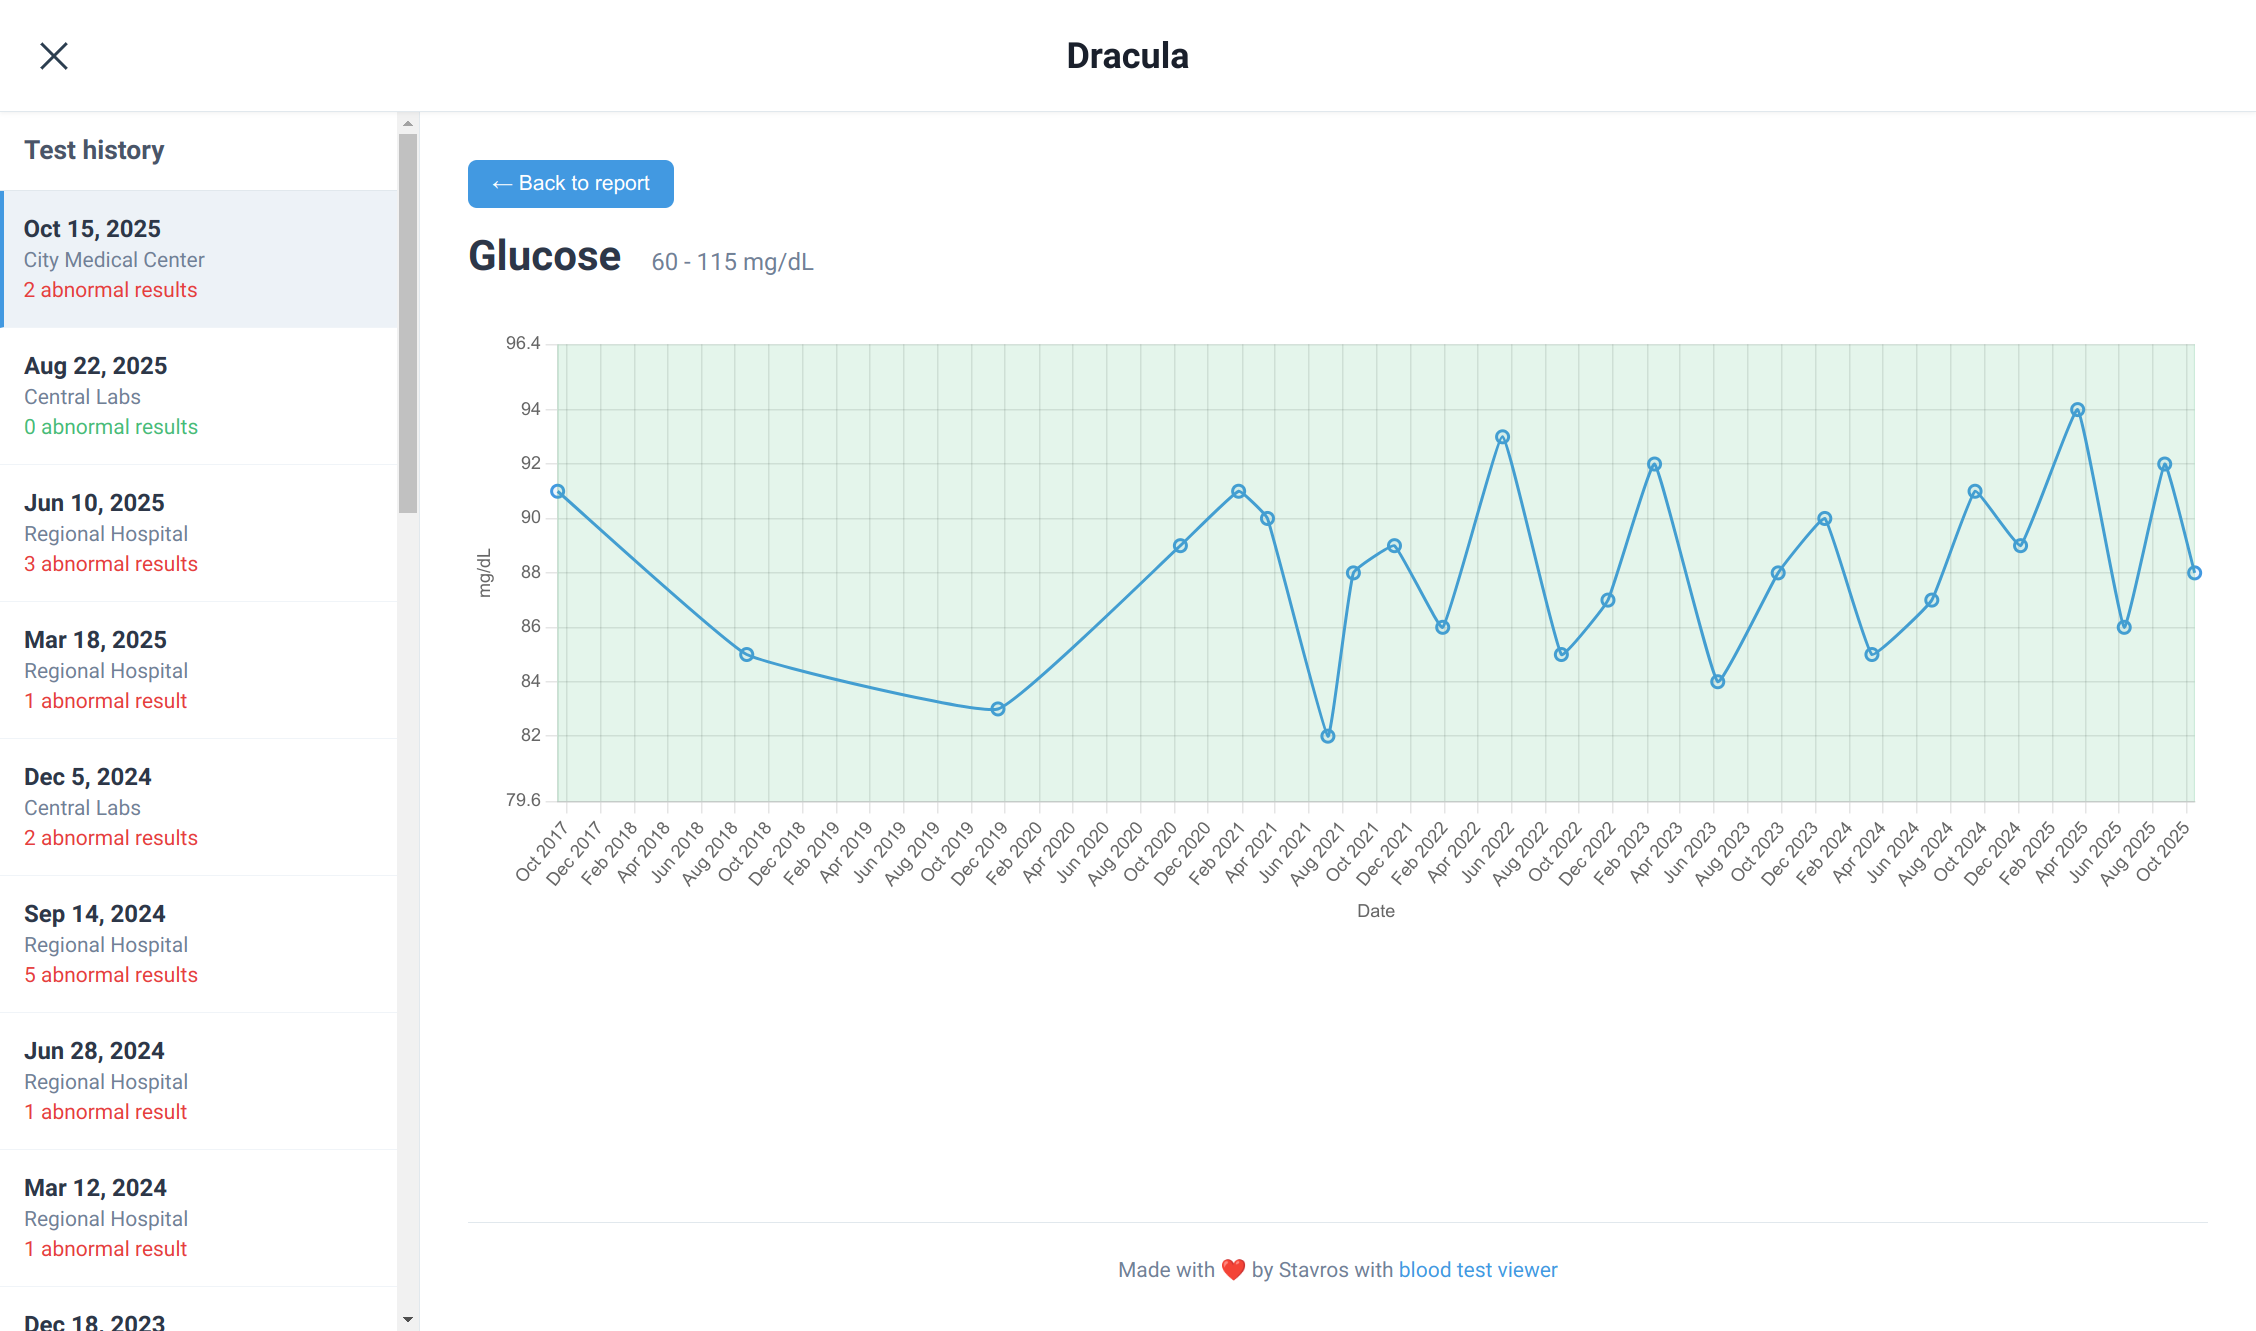 Dracula
Test history
Oct 15, 2025
City Medical Center
2 abnormal results
Aug 22, 2025
Central Labs
0 abnormal results
Jun 10, 2025
Regional Hospital
3 abnormal results
Mar 18, 2025
Regional Hospital
1 abnormal result
Dec 5, 2024
Central Labs
2 abnormal results
Sep 14, 2024
Regional Hospital
5 abnormal results
Jun 28, 2024
Regional Hospital
1 abnormal result
Mar 12, 2024
Regional Hospital
1 abnormal result
Dec 18, 2023
← Back to report
Glucose 60 - 115 mg/dL
96.4
94
92
90
88
86
84
82
79.6
mg/dL
Oct 2017
Dec 2017
Feb 2018
Apr 2018
Jun 2018
Aug 2018
Oct 2018
Dec 2018
Feb 2019
Apr 2019
Jun 2019
Aug 2019
Oct 2019
Dec 2019
Feb 2020
Apr 2020
Jun 2020
Aug 2020
Oct 2020
Dec 2020
Feb 2021
Apr 2021
Jun 2021
Aug 2021
Oct 2021
Dec 2021
Feb 2022
Apr 2022
Jun 2022
Aug 2022
Oct 2022
Dec 2022
Feb 2023
Apr 2023
Jun 2023
Aug 2023
Oct 2023
Dec 2023
Feb 2024
Apr 2024
Jun 2024
Aug 2024
Oct 2024
Dec 2024
Feb 2025
Apr 2025
Jun 2025
Aug 2025
Oct 2025
Date
Made with ❤️ by Stavros with blood test viewer